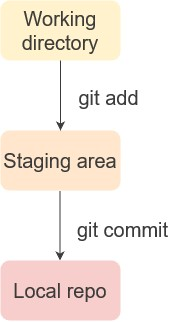 Working
directory
git add
Staging area
git commit
Local repo